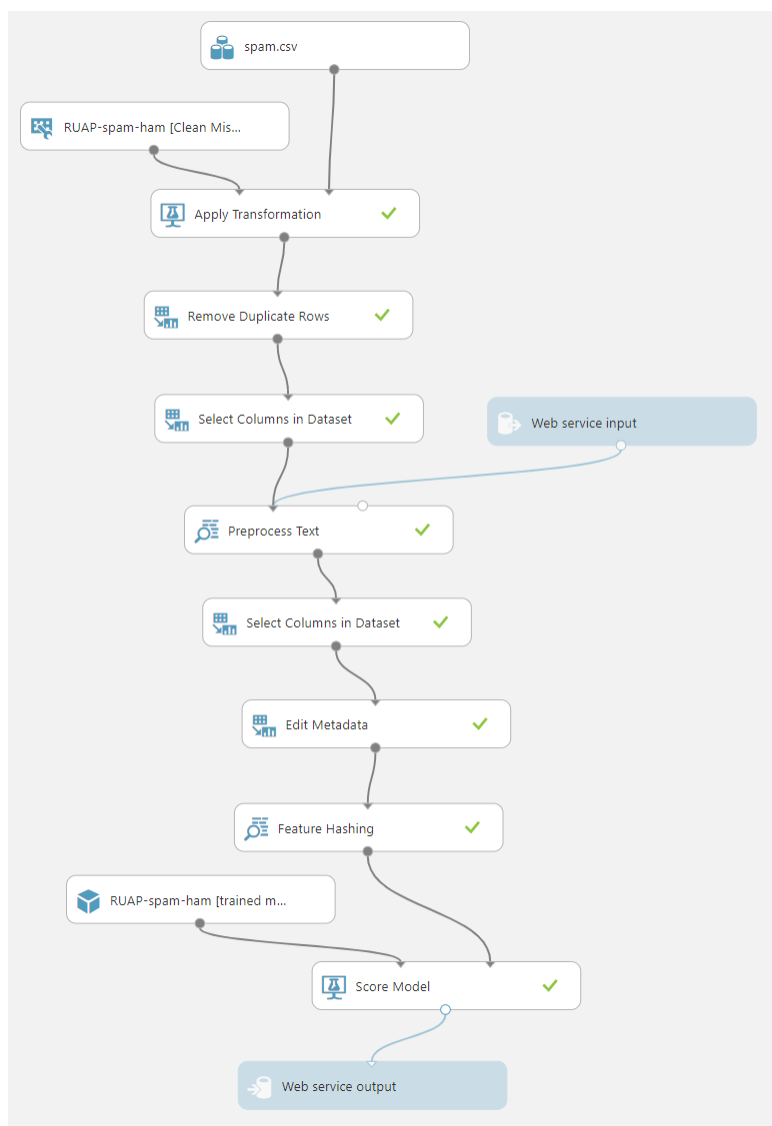 spam.csv
RUAP-spam-ham [Clean Mis...
Apply Transformation
Remove Duplicate Rows
Select Columns in Dataset
Web service input
Preprocess Text
Select Columns in Dataset
Edit Metadata
Feature Hashing
RUAP-spam-ham [trained m...
Score Model
Web service output